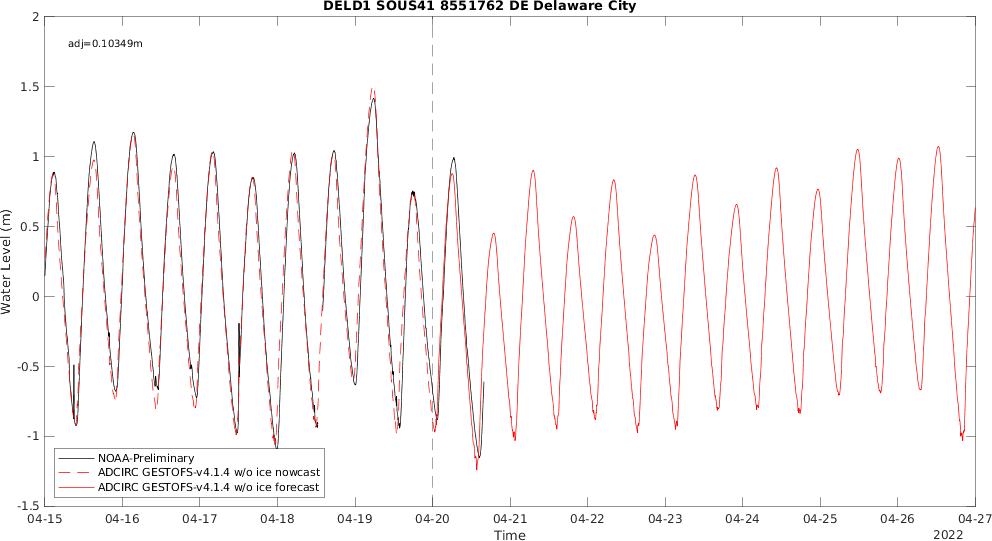 DELD1 SOUS41 8551762 DE Delaware City
adj=0.10349m
Water Level (m)
2
1.5
1
0.5
0
-0.5
-1
-1.5
NOAA-Preliminary
ADCIRC GESTOFS-v4.1.4 w/o ice nowcast
ADCIRC GESTOFS-v4.1.4 w/o ice forecast
04-15 04-16 04-17 04-18 04-19 04-20 04-21 04-22 04-23 04-24 04-25 04-26 04-27
Time
2022